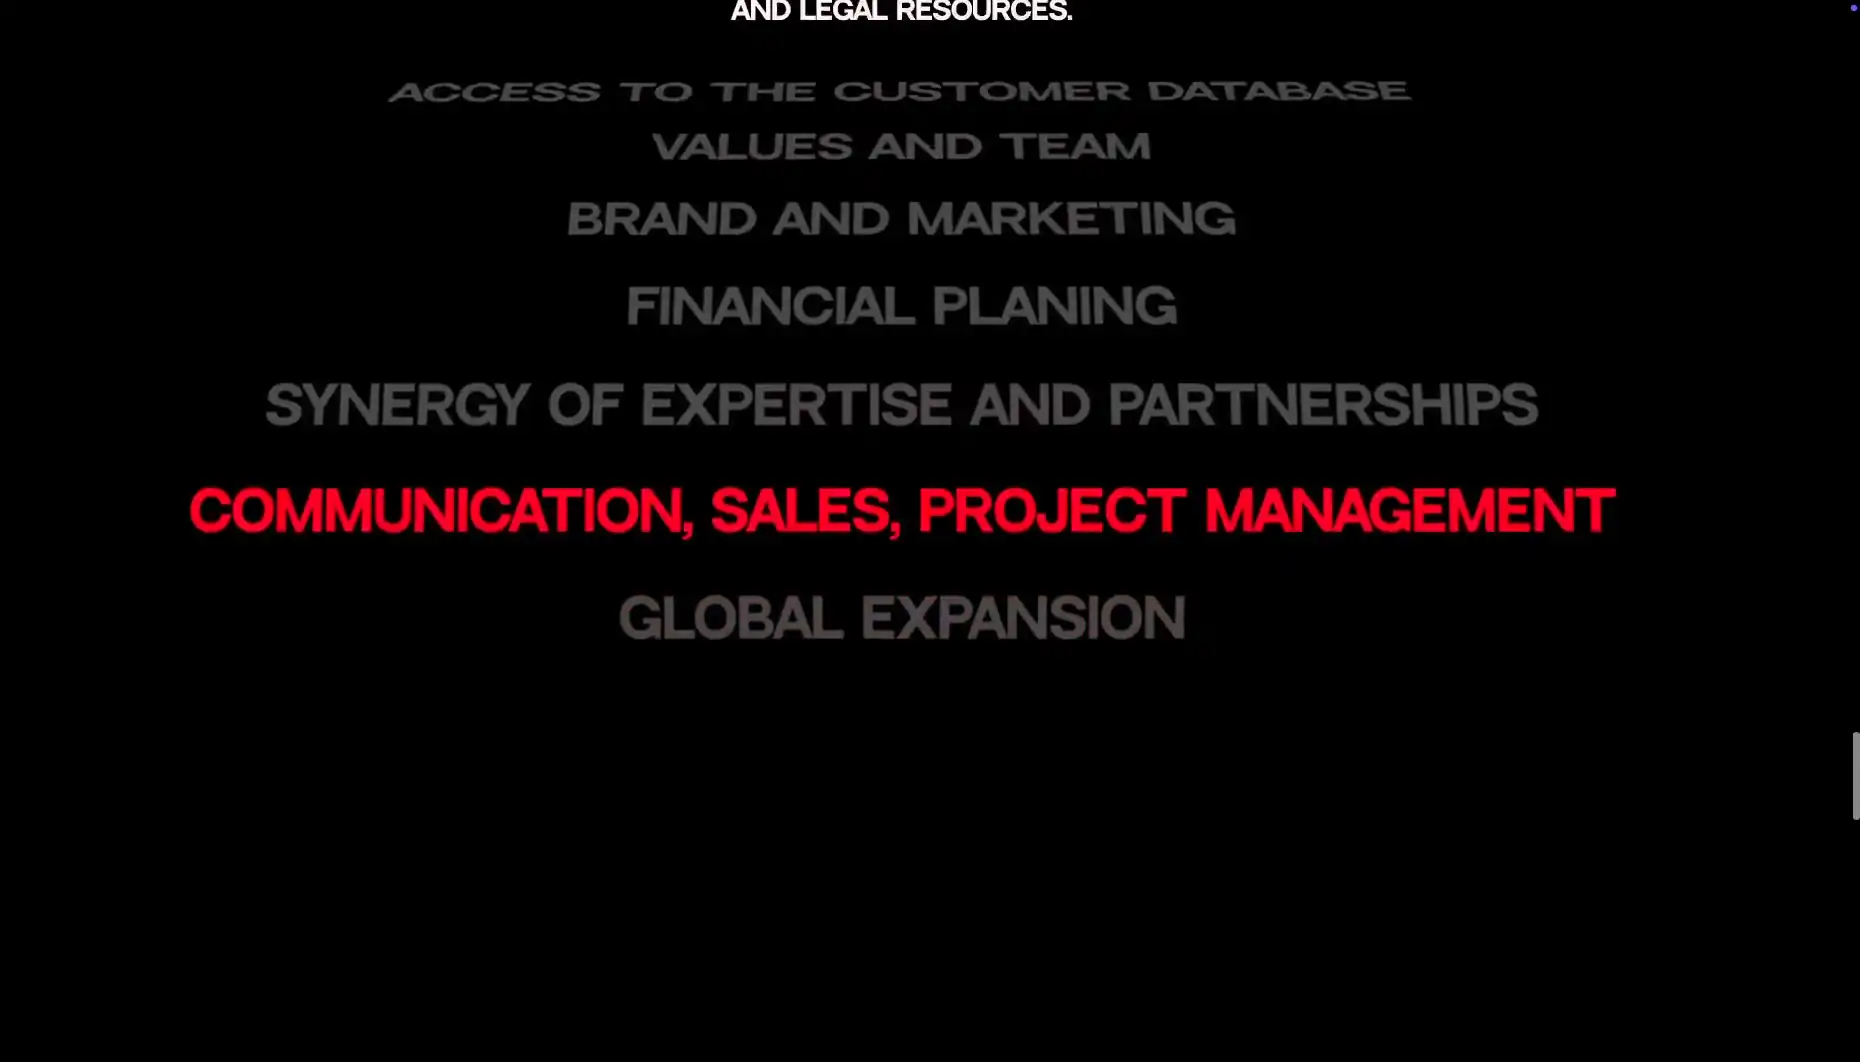 AND LEGAL RESOURCES.
ACCESS TO THE CUSTOMER DATABASE
VALUES AND TEAM
BRAND AND MARKETING
FINANCIAL PLANING
SYNERGY OF EXPERTISE AND PARTNERSHIPS
COMMUNICATION, SALES, PROJECT MANAGEMENT
GLOBAL EXPANSION